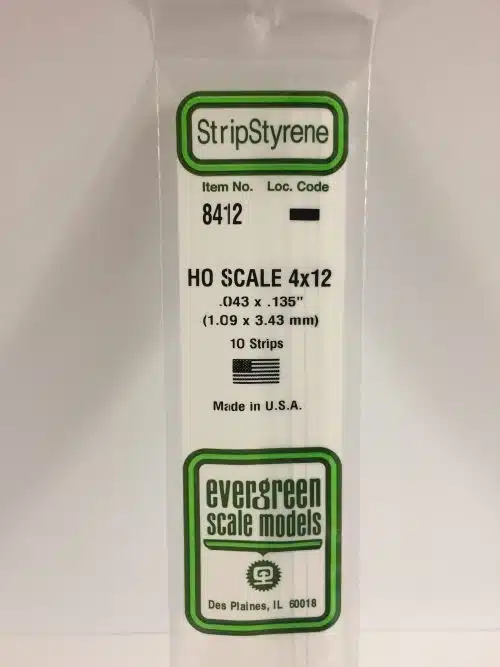 StripStyrene
Item No. Loc. Code
8412
HO SCALE 4x12
.043 x .135"
(1.09 x 3.43 mm)
10 Strips
Made in U.S.A.
evergreen
scale models
Des Plaines, IL 60018